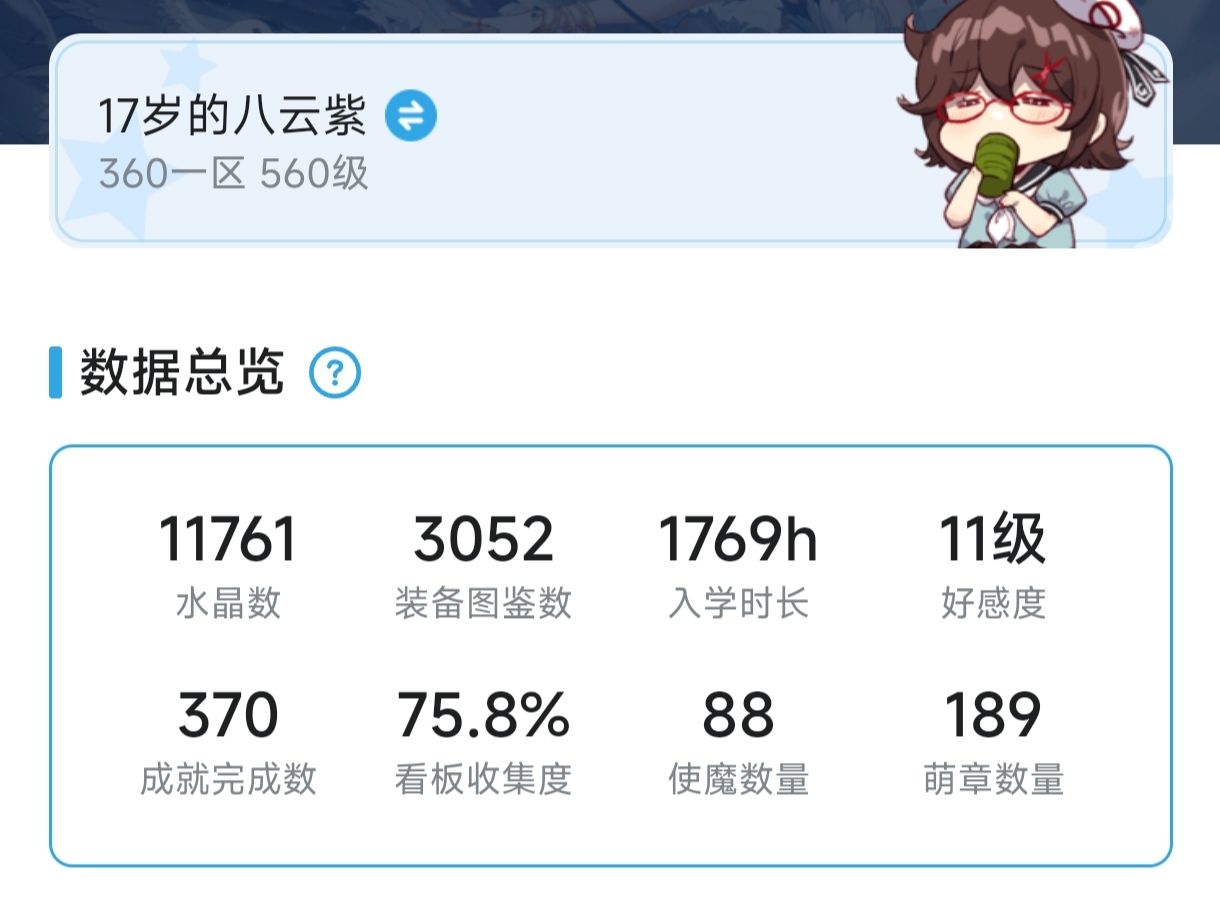 17岁的八云紫
360一区 560级
数据总览 ?
11761 3052 1769h 11级
水晶数 装备图鉴数 入学时长 好感度
370 75.8% 88 189
成就完成数 看板收集度 使魔数量 萌章数量